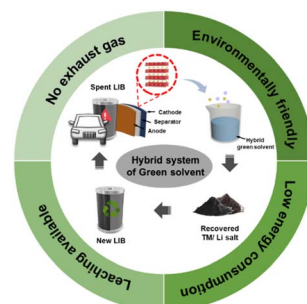 No exhaust gas
Environmentally friendly
Spent LIB
Cathode
Separator
Anode
Hybrid
green solvent
Hybrid system
of Green solvent
New LIB
Recovered
TM/ Li salt
Leaching available
Low energy consumption